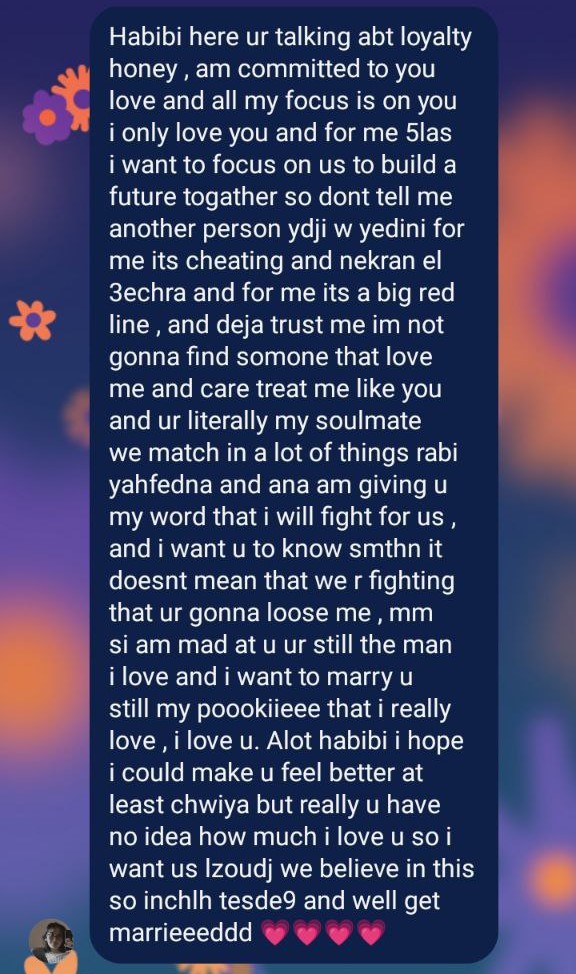 Habibi here ur talking abt loyalty
honey , am committed to you
love and all my focus is on you
i only love you and for me 5las
i want to focus on us to build a
future togather so dont tell me
another person ydji w yedini for
me its cheating and nekran el
3echra and for me its a big red
line , and deja trust me im not
gonna find somone that love
me and care treat me like you
and ur literally my soulmate
we match in a lot of things rabi
yahfedna and ana am giving u
my word that i will fight for us ,
and i want u to know smthn it
doesnt mean that we r fighting
that ur gonna loose me , mm
si am mad at u ur still the man
i love and i want to marry u
still my poookiieee that i really
love , i love u. Alot habibi i hope
i could make u feel better at
least chwiya but really u have
no idea how much i love u so i
want us lzoudj we believe in this
so inchlh tesde9 and well get
marrieeeddd 💗💗💗💗